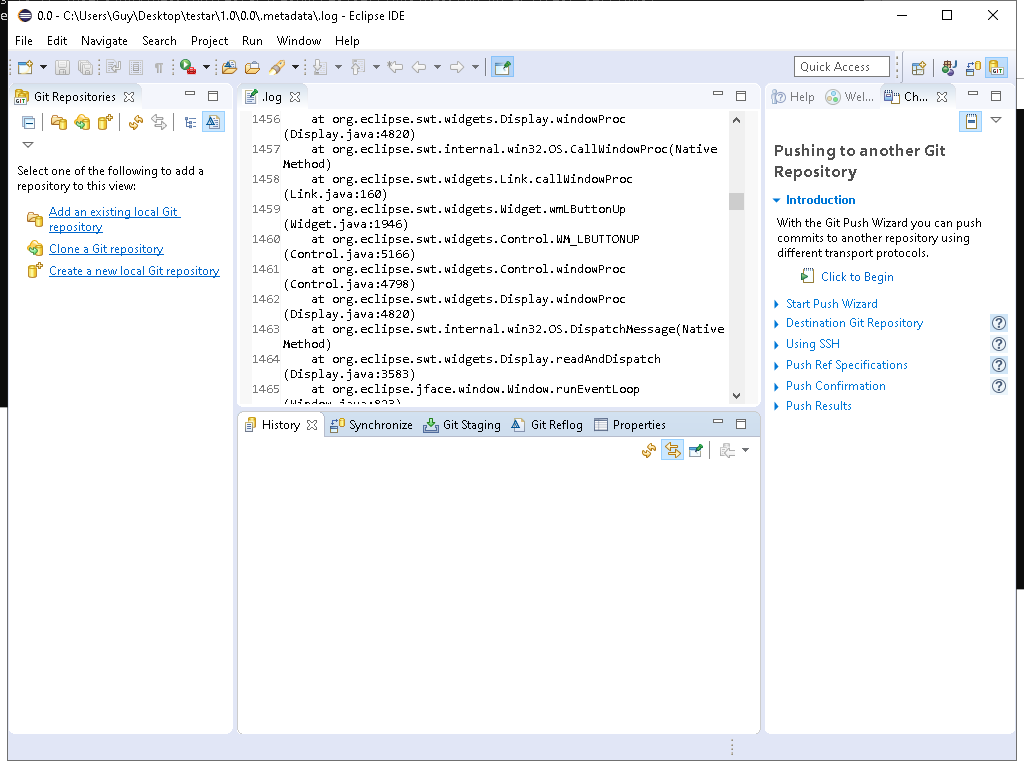 0.0 - C:\Users\Guy\Desktop\testar\1.0\0.0\.metadata\.log - Eclipse IDE
File Edit Navigate Search Project Run Window Help
Quick Access
GIT
Git Repositories
Select one of the following to add a
repository to this view:
Add an existing local Git
repository
Clone a Git repository
Create a new local Git repository
.log
1456 at org.eclipse.swt.widgets.Display.windowProc
(Display.java:4820)
1457 at org.eclipse.swt.internal.win32.OS.CallWindowProc(Native
Method)
1458 at org.eclipse.swt.widgets.Link.callWindowProc
(Link.java:160)
1459 at org.eclipse.swt.widgets.Widget.wmLButtonUp
(Widget.java:1946)
1460 at org.eclipse.swt.widgets.Control.WM_LBUTTONUP
(Control.java:5166)
1461 at org.eclipse.swt.widgets.Control.windowProc
(Control.java:4798)
1462 at org.eclipse.swt.widgets.Display.windowProc
(Display.java:4820)
1463 at org.eclipse.swt.internal.win32.OS.DispatchMessage(Native
Method)
1464 at org.eclipse.swt.widgets.Display.readAndDispatch
(Display.java:3583)
1465 at org.eclipse.jface.window.Window.runEventLoop
(Window.java:823)
History Synchronize Git Staging Git Reflog Properties
Help Wel... Ch...
Pushing to another Git
Repository
Introduction
With the Git Push Wizard you can push
commits to another repository using
different transport protocols.
Click to Begin
Start Push Wizard
Destination Git Repository
Using SSH
Push Ref Specifications
Push Confirmation
Push Results